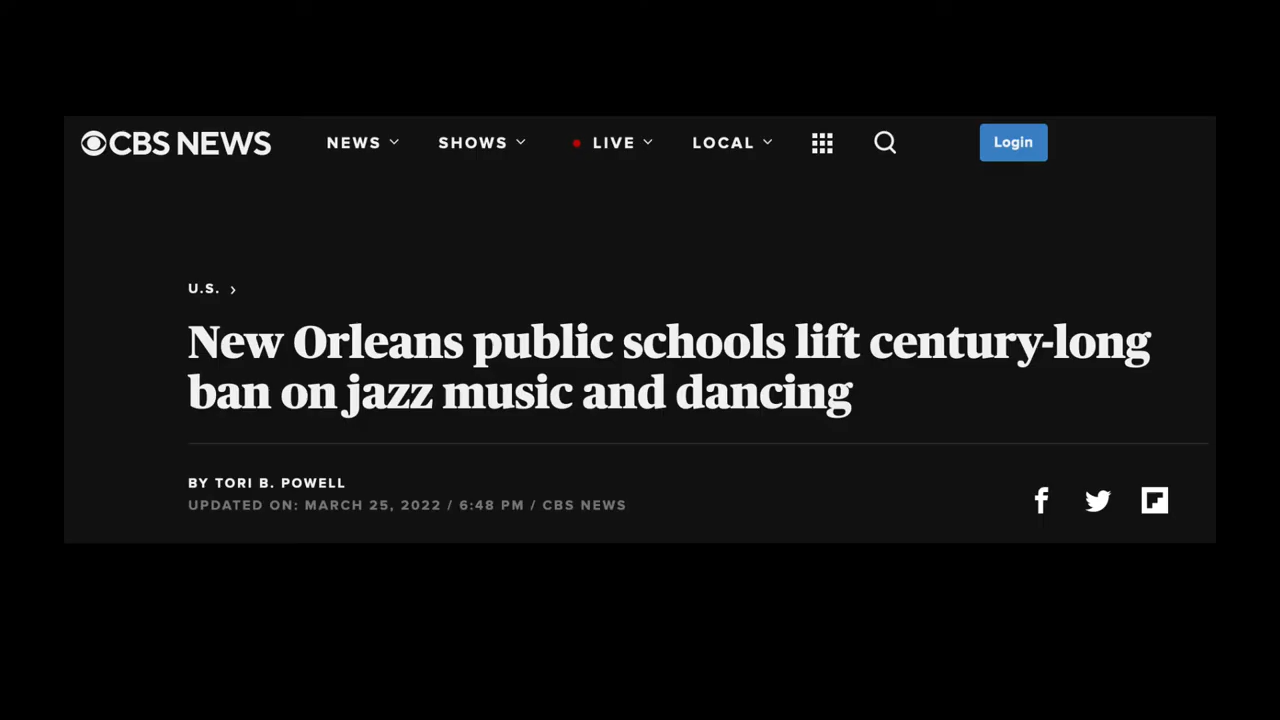 CBS NEWS NEWS SHOWS LIVE LOCAL Login
U.S. >
New Orleans public schools lift century-long
ban on jazz music and dancing
BY TORI B. POWELL
UPDATED ON: MARCH 25, 2022 / 6:48 PM / CBS NEWS